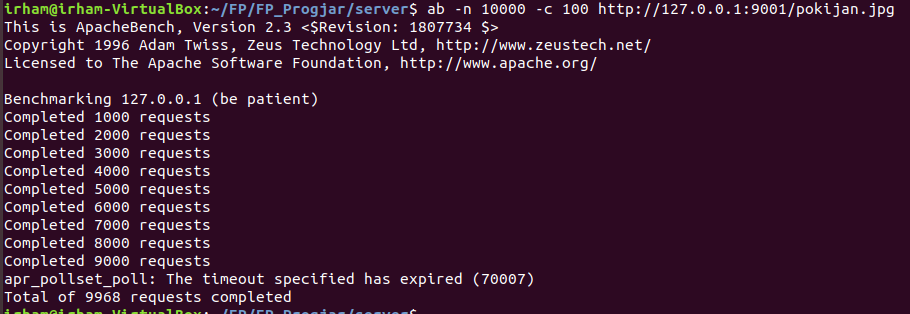 irham@irham-VirtualBox:~/FP/FP_Progjar/server$ ab -n 10000 -c 100 http://127.0.0.1:9001/pokijan.jpg
This is ApacheBench, Version 2.3 <$Revision: 1807734 $>
Copyright 1996 Adam Twiss, Zeus Technology Ltd, http://www.zeustech.net/
Licensed to The Apache Software Foundation, http://www.apache.org/
Benchmarking 127.0.0.1 (be patient)
Completed 1000 requests
Completed 2000 requests
Completed 3000 requests
Completed 4000 requests
Completed 5000 requests
Completed 6000 requests
Completed 7000 requests
Completed 8000 requests
Completed 9000 requests
apr_pollset_poll: The timeout specified has expired (70007)
Total of 9968 requests completed
irham@irham-VirtualBox:~/FP/FP_Progjar/server$